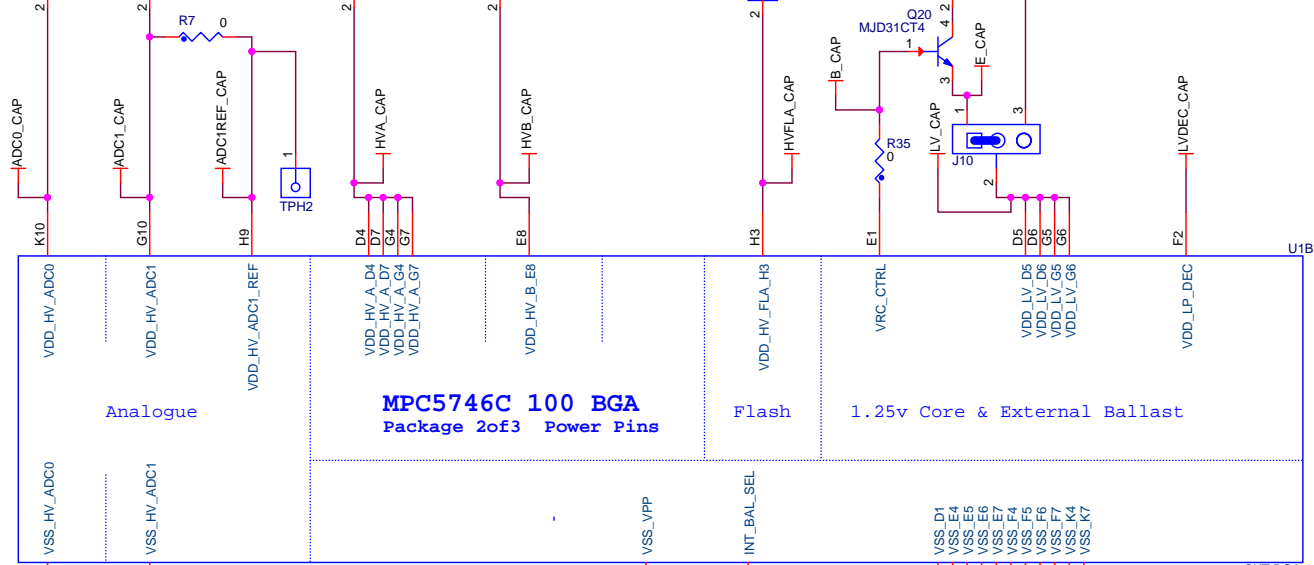 2
2
2
2
2
2
R7
0
Q20
MJD31CT4
4
1
3
B_CAP
E_CAP
ADC0_CAP
ADC1_CAP
ADC1REF_CAP
1
TPH2
HVA_CAP
HVB_CAP
HVFLA_CAP
R35
0
LV_CAP
1
3
J10
2
LVDEC_CAP
K10
G10
H9
D4
D7
G4
G7
E8
H3
E1
D5
D6
G5
G6
F2
U1B
VDD_HV_ADC0
VDD_HV_ADC1
VDD_HV_ADC1_REF
VDD_HV_A_D4
VDD_HV_A_D7
VDD_HV_A_G4
VDD_HV_A_G7
VDD_HV_B_E8
VDD_HV_FLA_H3
VRC_CTRL
VDD_LV_D5
VDD_LV_D6
VDD_LV_G5
VDD_LV_G6
VDD_LP_DEC
Analogue
MPC5746C 100 BGA
Package 2of3 Power Pins
Flash
1.25v Core & External Ballast
VSS_HV_ADC0
VSS_HV_ADC1
VSS_VPP
INT_BAL_SEL
VSS_D1
VSS_E4
VSS_E5
VSS_E6
VSS_E7
VSS_F4
VSS_F5
VSS_F6
VSS_F7
VSS_K4
VSS_K7